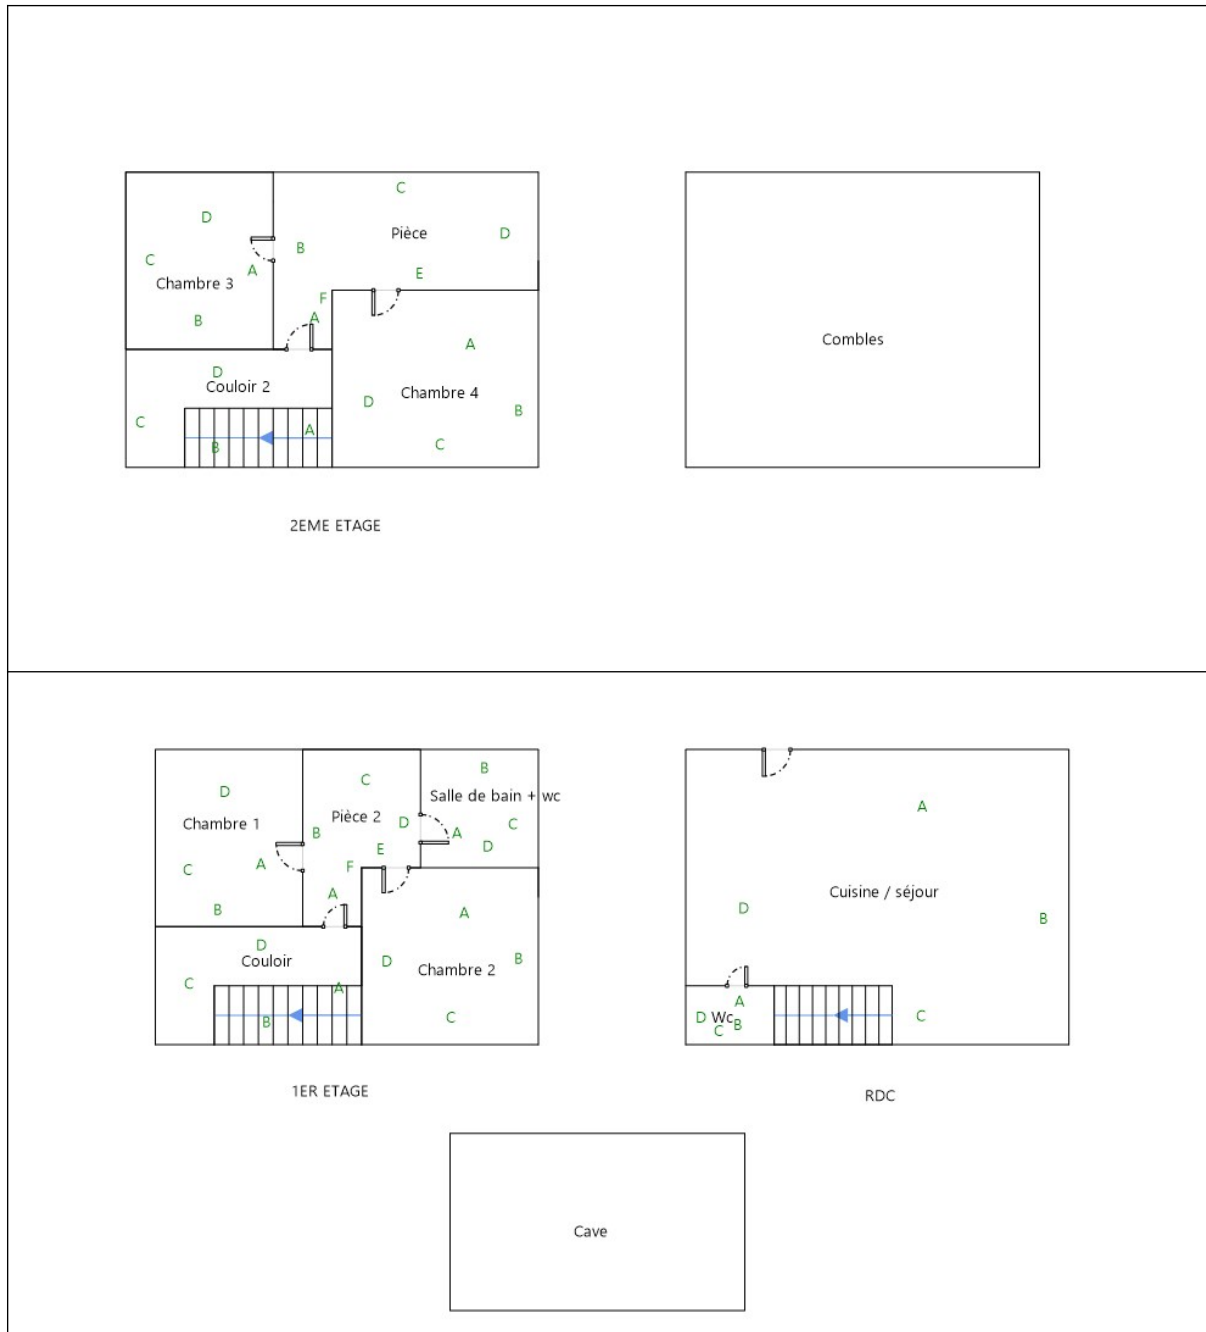 C
D
Pièce
D
B
C
A
E
Chambre 3
F
B
A
Combles
A
D
Couloir 2
Chambre 4
D
B
C
A
B
C
2EME ETAGE
B
C
D
Salle de bain + wc
A
Chambre 1
Pièce 2
D
C
B
A
D
E
A
F
C
Cuisine / séjour
A
B
A
D
B
D
B
Couloir
D
B
Chambre 2
C
A
A
B
C
D
Wc
B
C
C
1ER ETAGE
RDC
Cave